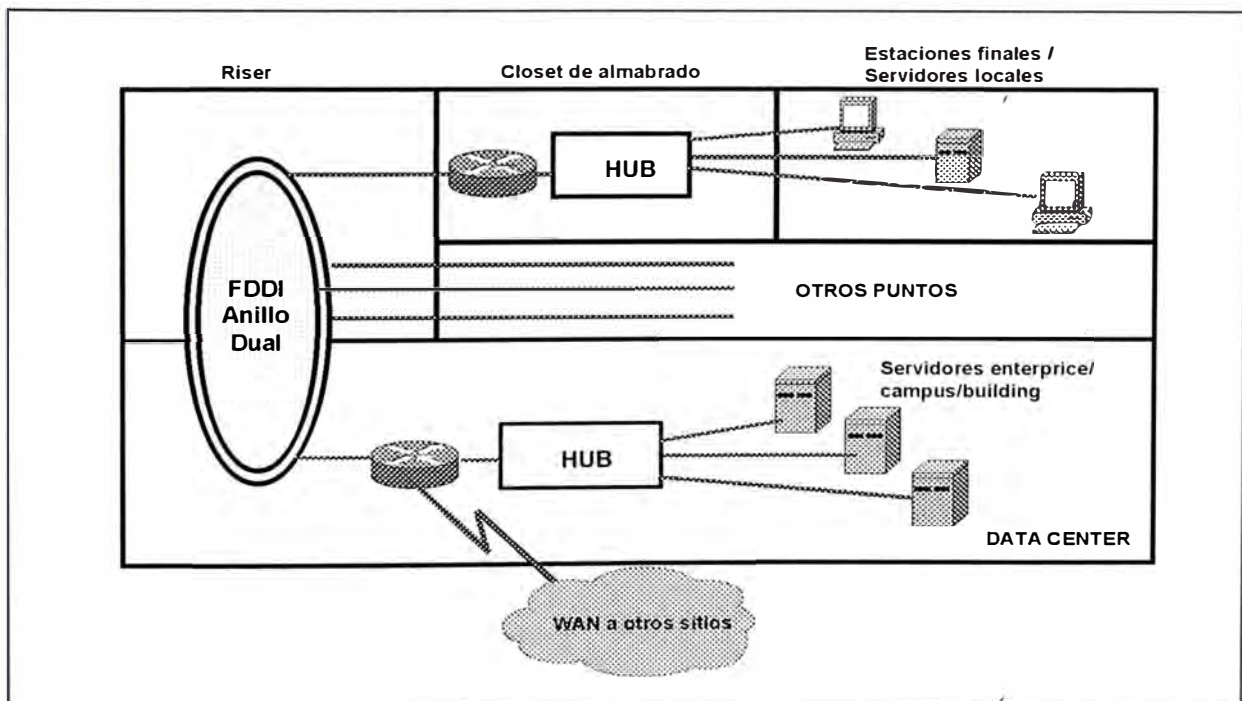 Riser
Closet de almabrado
Estaciones finales /
Servidores locales
HUB
FDDI
Anillo
Dual
OTROS PUNTOS
Servidores enterprice/
campus/building
HUB
DATA CENTER
WAN a otros sitios